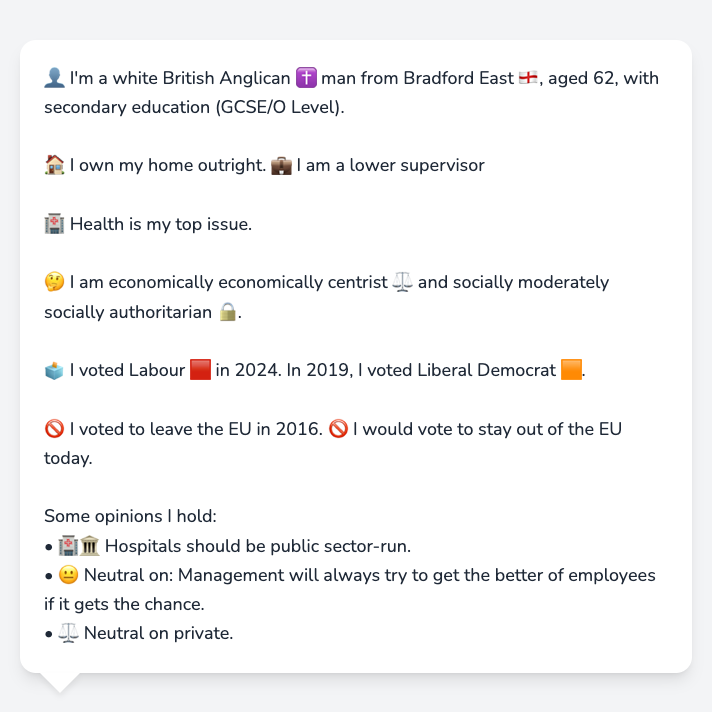 👤 I'm a white British Anglican ✝️ man from Bradford East 🏴󠁧󠁢󠁥󠁮󠁧󠁿, aged 62, with
secondary education (GCSE/O Level).
🏠 I own my home outright. 💼 I am a lower supervisor
🏥 Health is my top issue.
🤔 I am economically economically centrist ⚖️ and socially moderately
socially authoritarian 🔒.
🗳️ I voted Labour 🟥 in 2024. In 2019, I voted Liberal Democrat 🟧.
🚫 I voted to leave the EU in 2016. 🚫 I would vote to stay out of the EU
today.
Some opinions I hold:
• 🏥🏛️ Hospitals should be public sector-run.
• 😐 Neutral on: Management will always try to get the better of employees
if it gets the chance.
• ⚖️ Neutral on private.